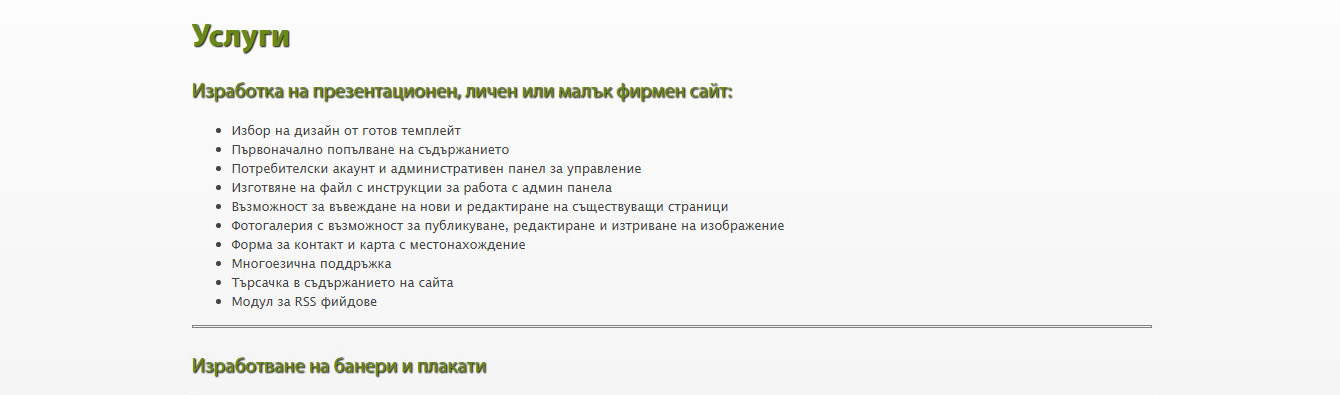 Услуги
Изработка на презентационен, личен или малък фирмен сайт:
Избор на дизайн от готов темплейт
Първоначално попълване на съдържанието
Потребителски акаунт и административен панел за управление
Изготвяне на файл с инструкции за работа с админ панела
Възможност за въвеждане на нови и редактиране на съществуващи страници
Фотогалерия с възможност за публикуване, редактиране и изтриване на изображение
Форма за контакт и карта с местонахождение
Многоезична поддръжка
Търсачка в съдържанието на сайта
Модул за RSS фийдове
Изработване на банери и плакати